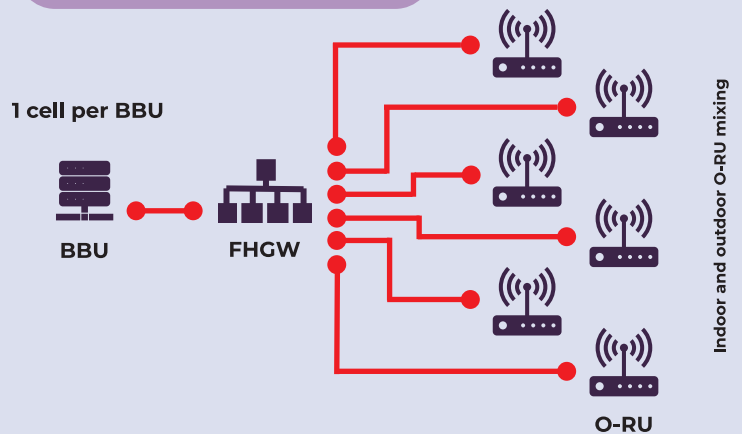 1 cell per BBU
BBU
FHGW
O-RU
Indoor and outdoor O-RU mixing